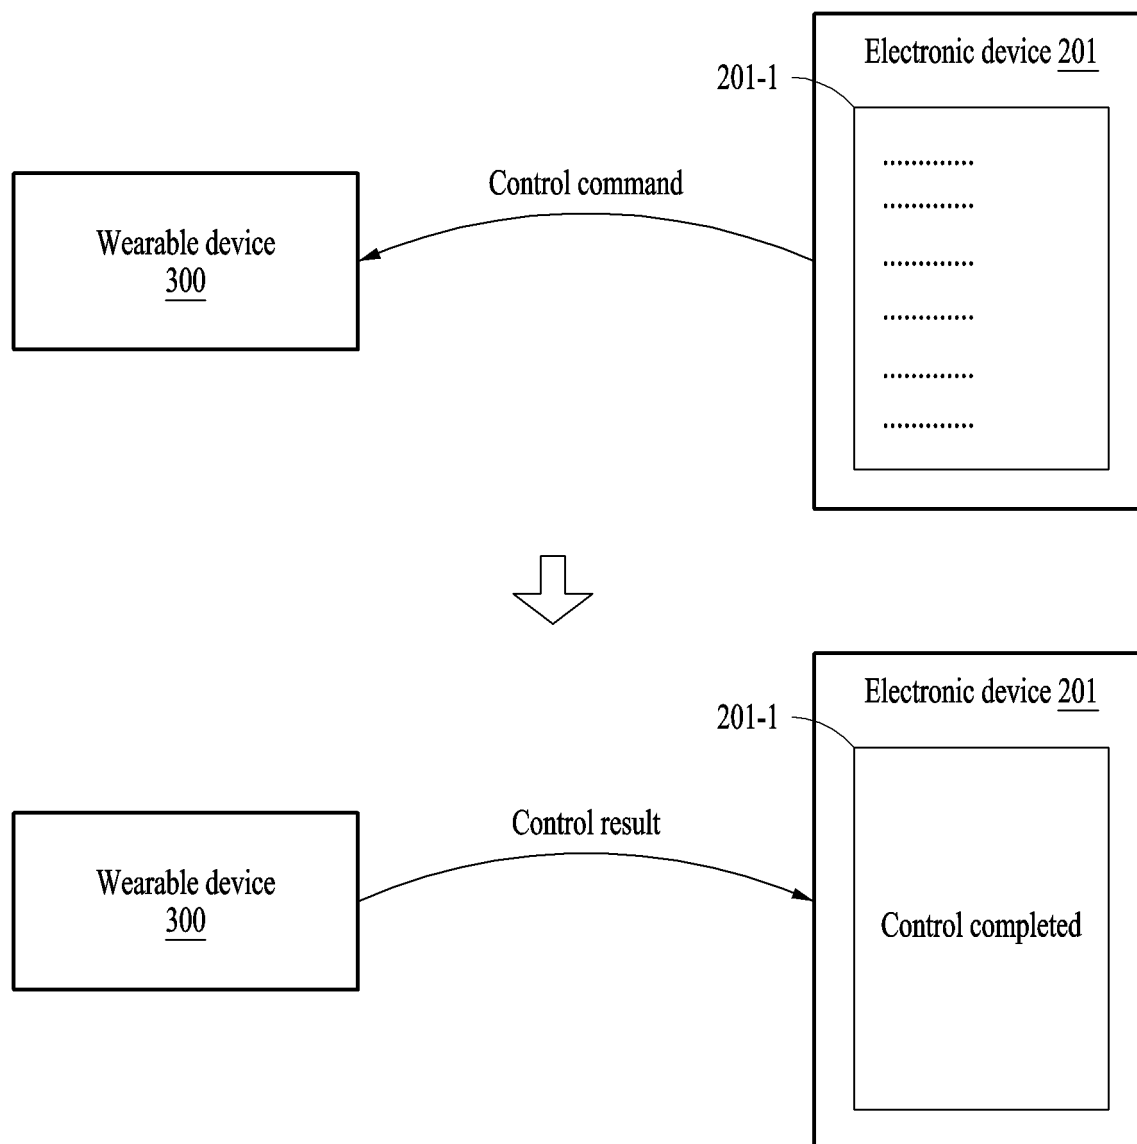 Electronic device 201
201-1
.............
.............
Control command
Wearable device
300
.............
.............
.............
.............
Electronic device 201
201-1
Control result
Wearable device
300
Control completed